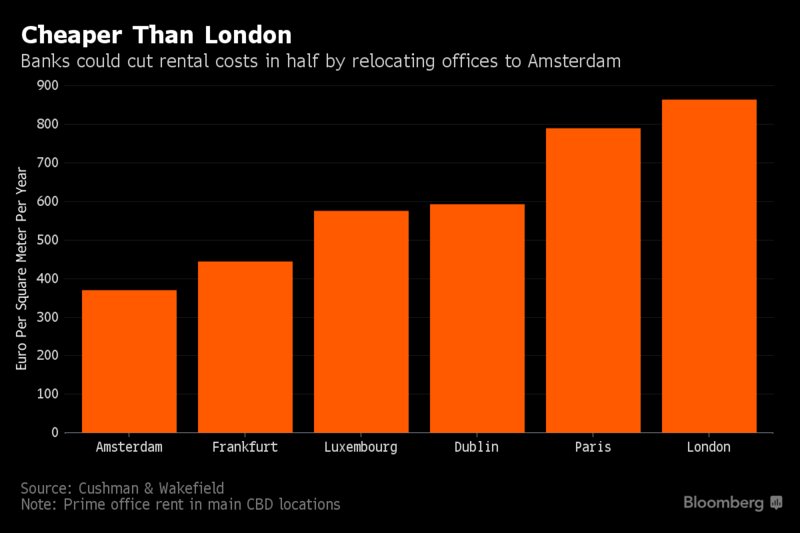 Cheaper Than London
Banks could cut rental costs in half by relocating offices to Amsterdam
900
800
700
600
500
400
300
200
100
0
Euro Per Square Meter Per Year
Amsterdam Frankfurt Luxembourg Dublin Paris London
Source: Cushman & Wakefield
Note: Prime office rent in main CBD locations
Bloomberg